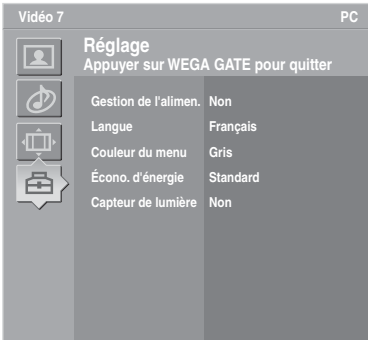 Vidéo 7 PC
Réglage
Appuyer sur WEGA GATE pour quitter
Gestion de l'alimen. Non
Langue Français
Couleur du menu Gris
Écono. d'énergie Standard
Capteur de lumière Non